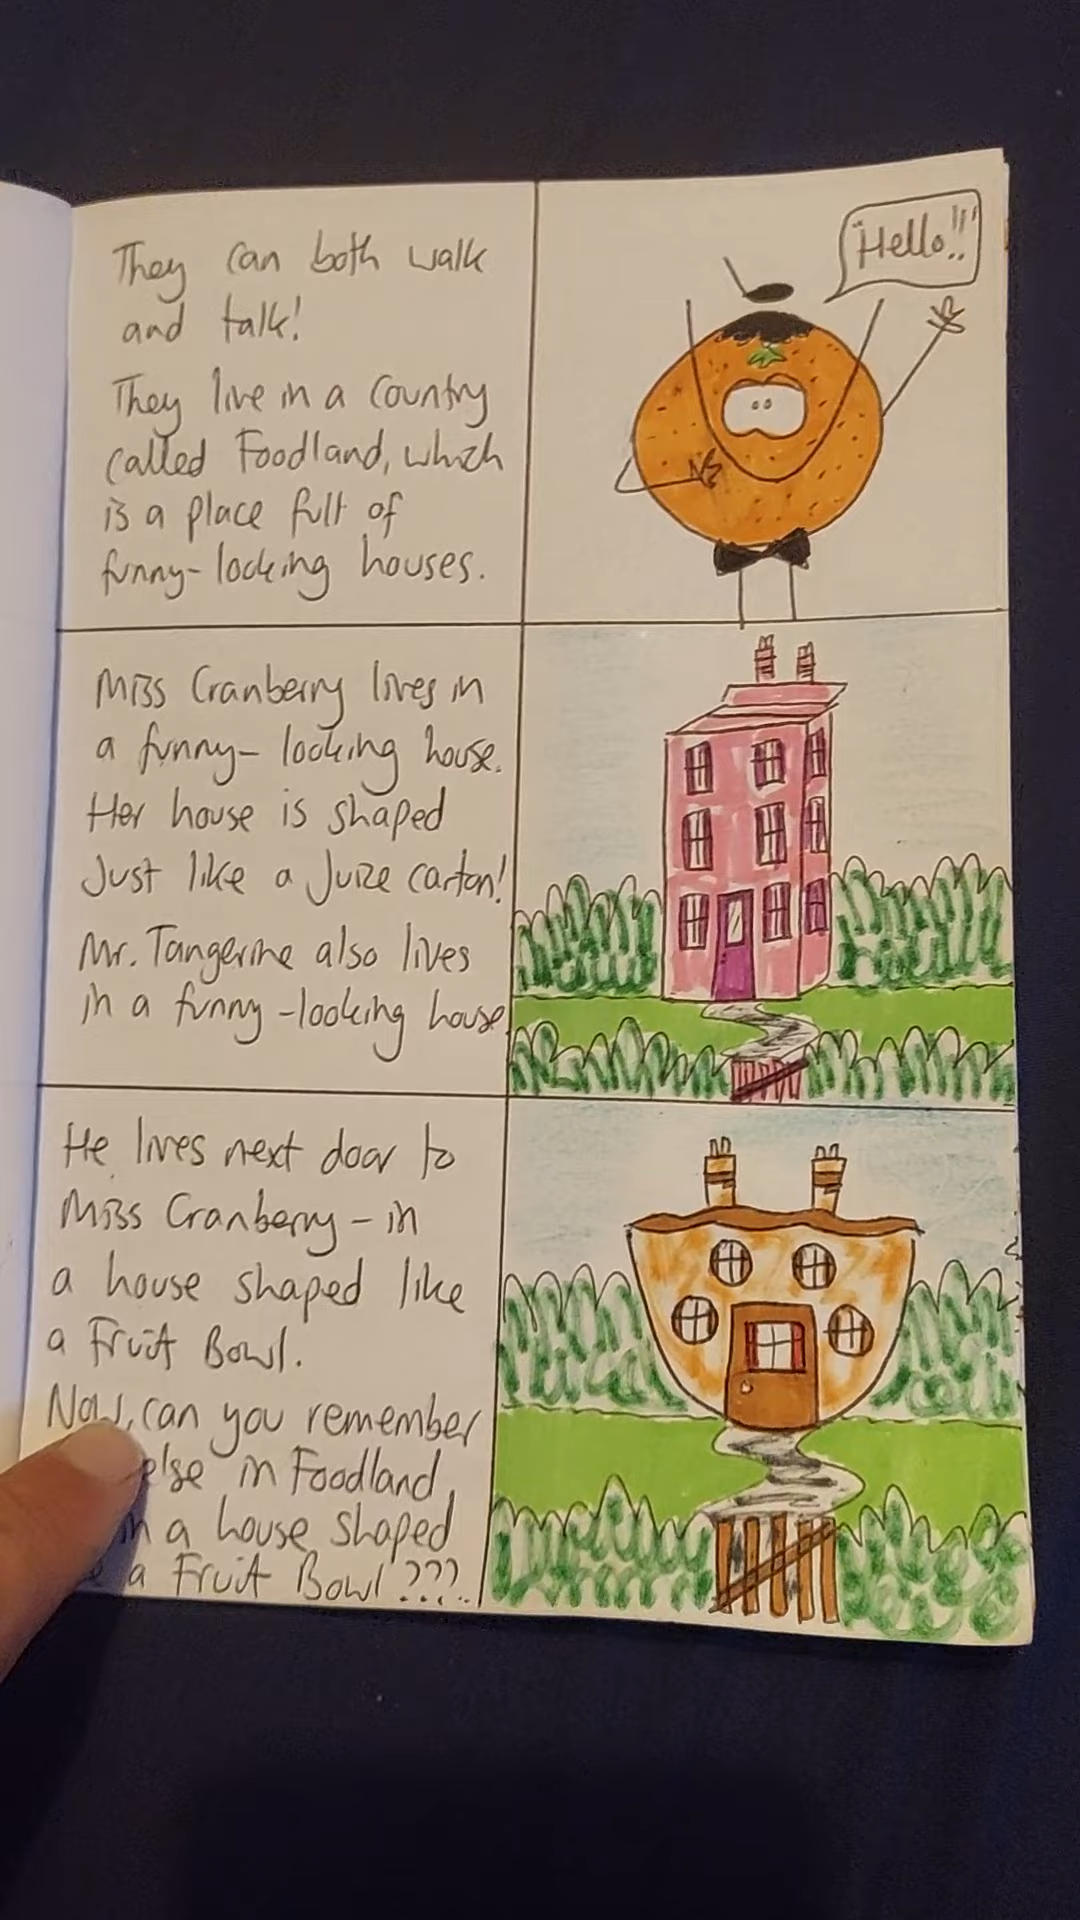 They can both walk
and talk!
They live in a country
called Foodland, which
is a place full of
funny-looking houses.
"Hello!!"
Miss Cranberry lives in
a funny-looking house.
Her house is shaped
Just like a Juice carton!
Mr. Tangerine also lives
in a funny-looking house.
He lives next door to
Miss Cranberry - in
a house shaped like
a Fruit Bowl.
Now, can you remember
else in Foodland,
in a house shaped
a Fruit Bowl???...